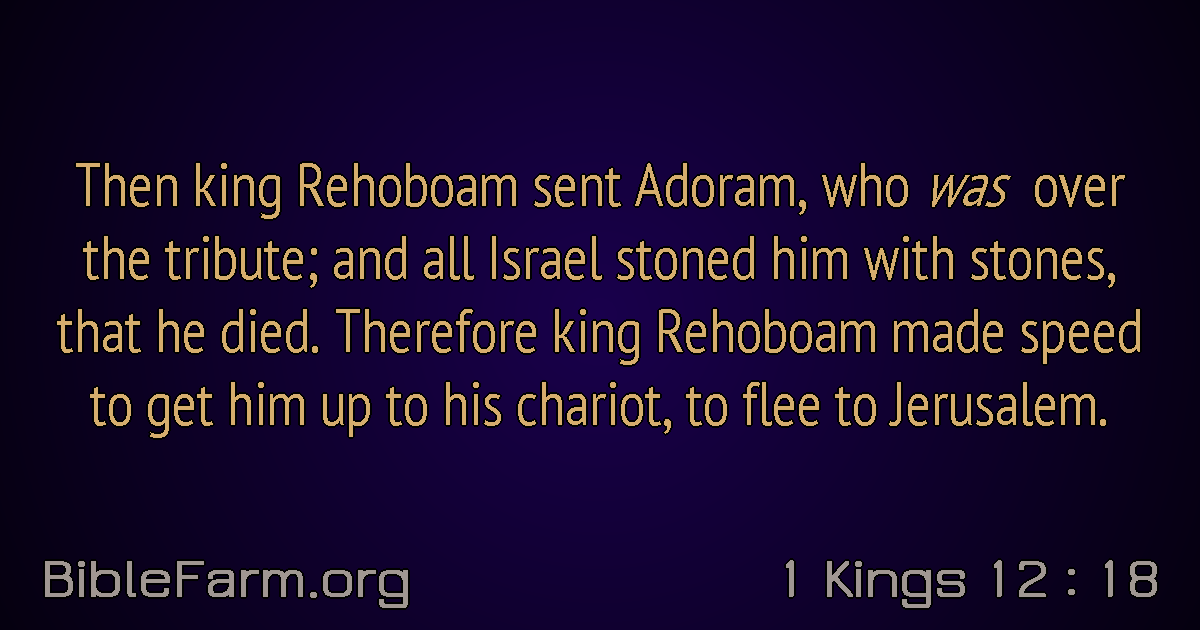 Then king Rehoboam sent Adoram, who was over
the tribute; and all Israel stoned him with stones,
that he died. Therefore king Rehoboam made speed
to get him up to his chariot, to flee to Jerusalem.
BibleFarm.org
1 Kings 12 : 18